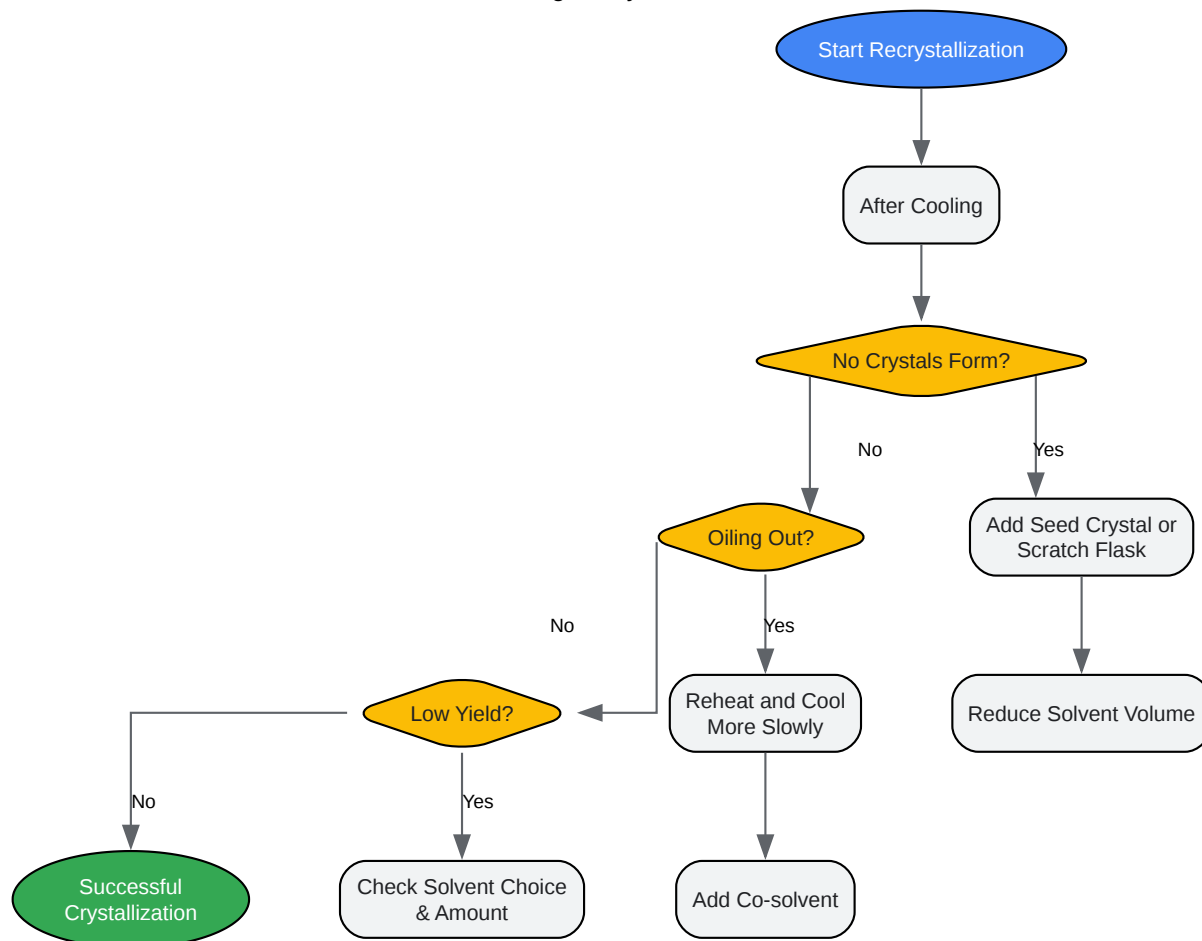 Start Recrystallization
After Cooling
No Crystals Form?
No
Yes
Oiling Out?
Add Seed Crystal or
Scratch Flask
No
Yes
Low Yield?
Reheat and Cool
More Slowly
Reduce Solvent Volume
No
Yes
Successful
Crystallization
Check Solvent Choice
& Amount
Add Co-solvent